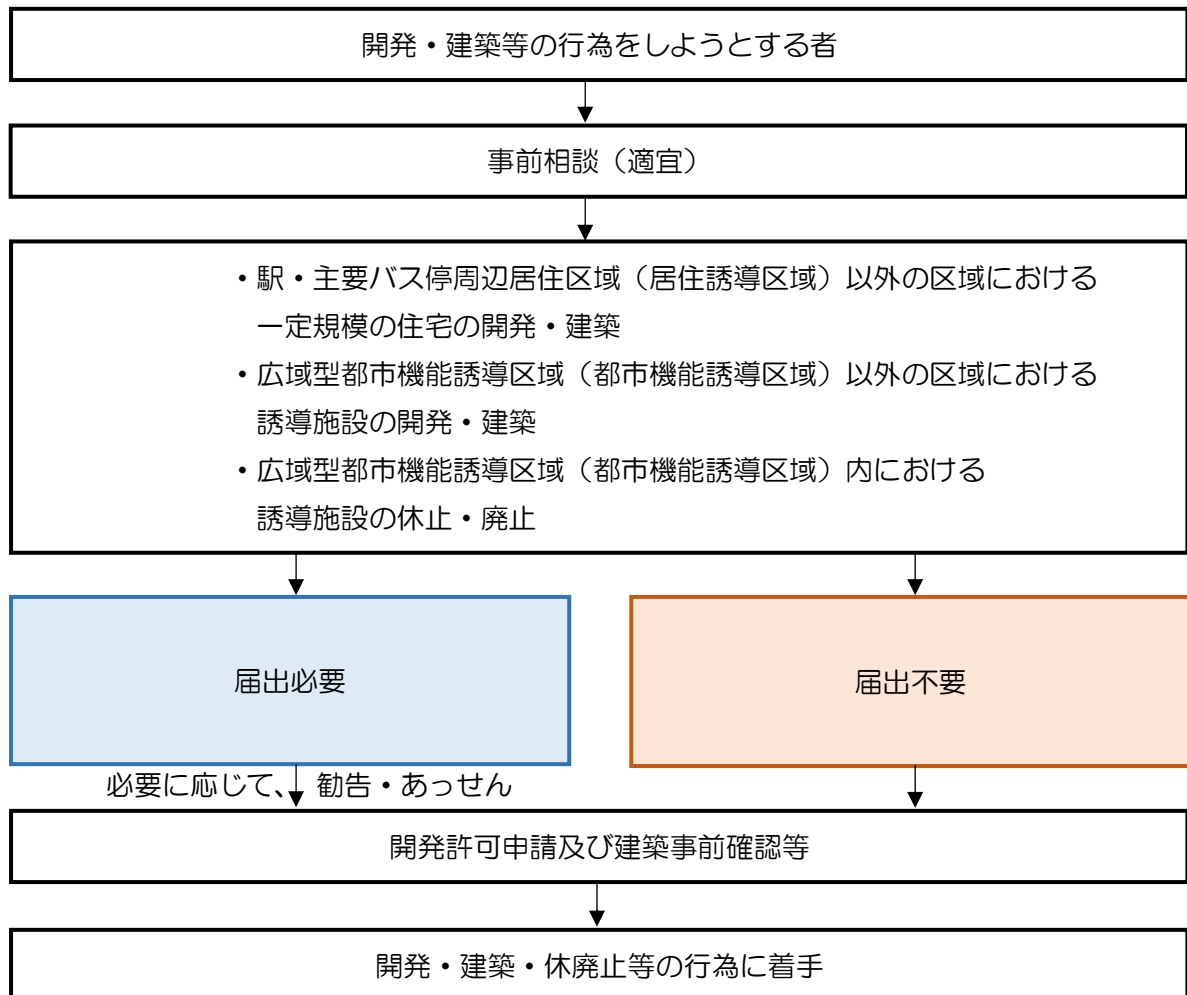 開発・建築等の行為をしようとする者
事前相談（適宜）
・駅・主要バス停周辺居住区域（居住誘導区域）以外の区域における
一定規模の住宅の開発・建築
・広域型都市機能誘導区域（都市機能誘導区域）以外の区域における
誘導施設の開発・建築
・広域型都市機能誘導区域（都市機能誘導区域）内における
誘導施設の休止・廃止
届出必要
届出不要
必要に応じて、勧告・あっせん
開発許可申請及び建築事前確認等
開発・建築・休廃止等の行為に着手